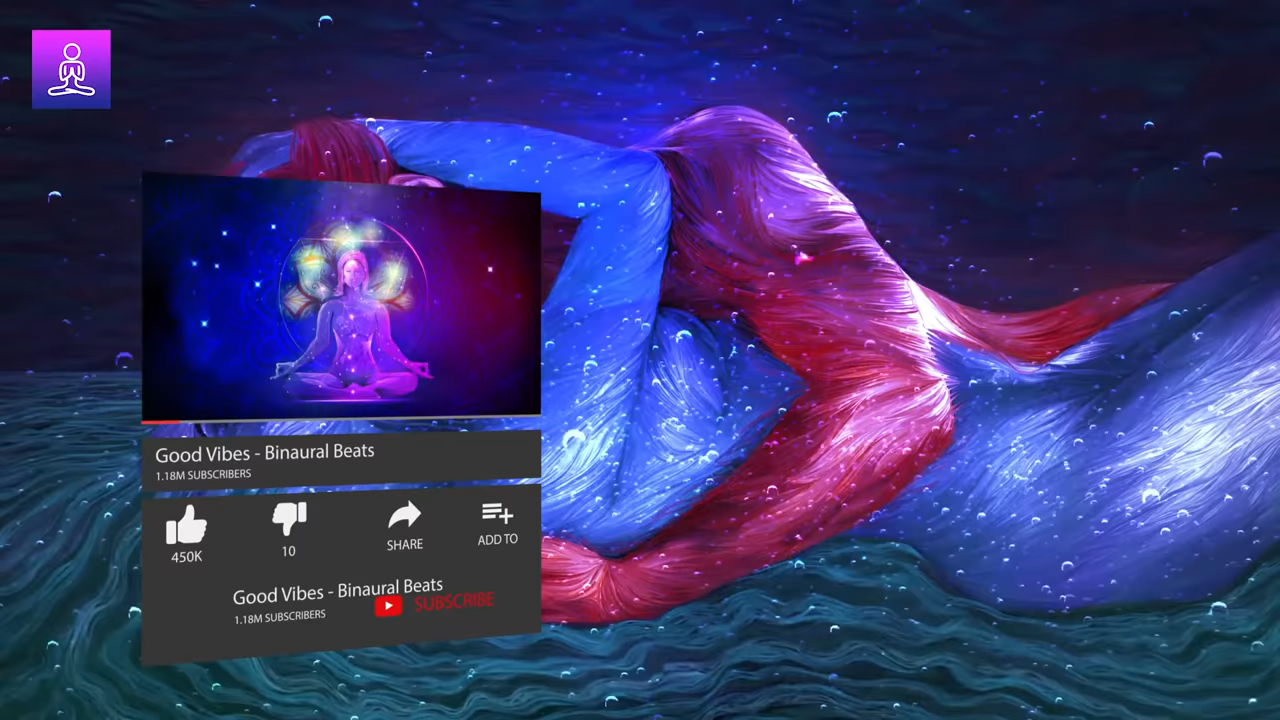 Good Vibes - Binaural Beats
1.18M SUBSCRIBERS
450K
10
SHARE
ADD TO
Good Vibes - Binaural Beats
1.18M SUBSCRIBERS
SUBSCRIBE